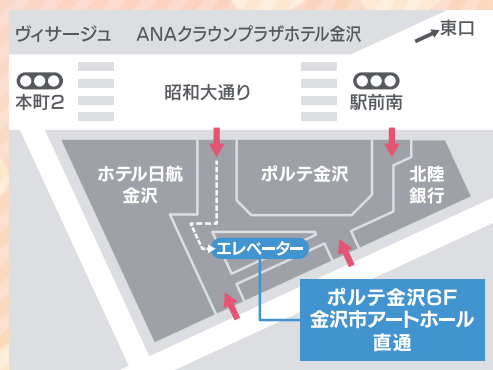 ヴィサージュ
ANAクラウンプラザホテル金沢
東口
本町2
昭和大通り
駅前南
ホテル日航
金沢
ポルテ金沢
北陸
銀行
エレベーター
ポルテ金沢6F
金沢市アートホール
直通